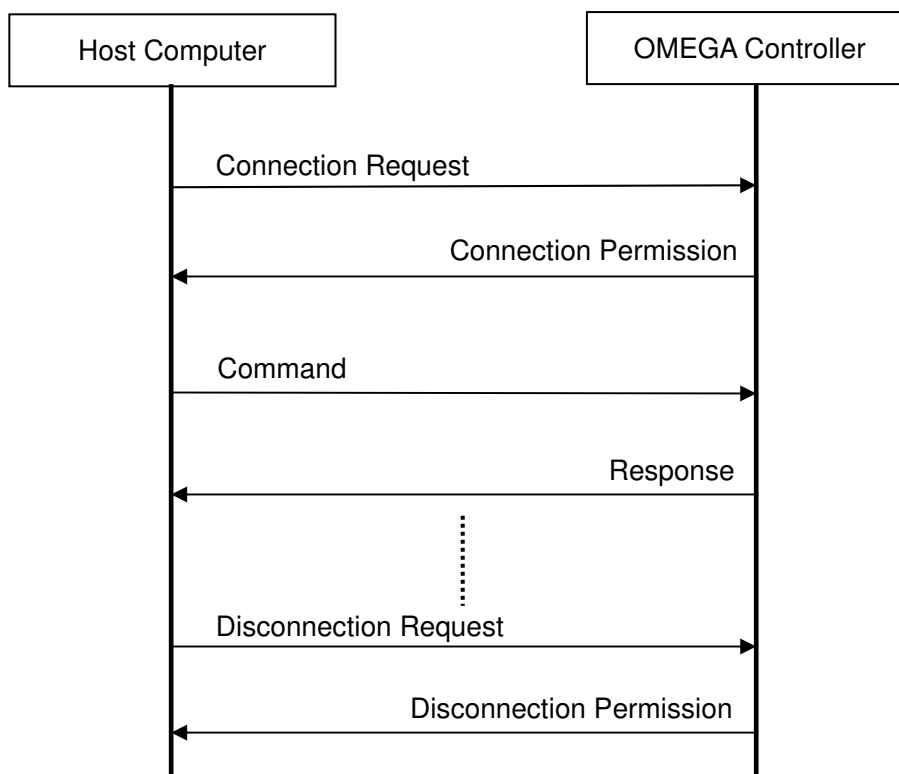 Host Computer
OMEGA Controller
Connection Request
Connection Permission
Command
Response
Disconnection Request
Disconnection Permission